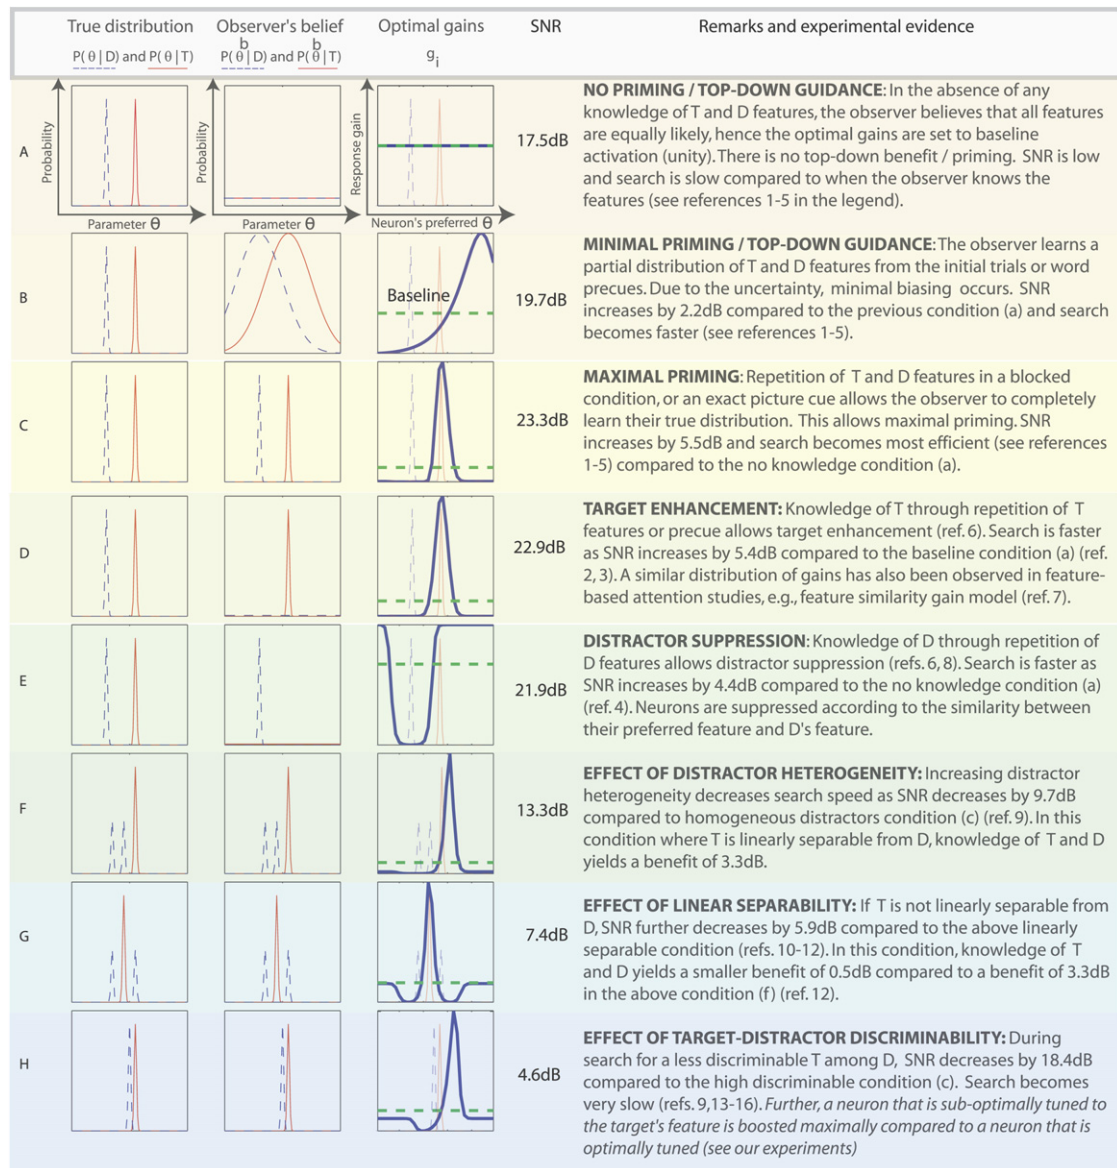 True distribution
P(θ|D) and P(θ|T)
Observer's belief
b b
P(θ|D) and P(θ|T)
Optimal gains
gi
SNR
Remarks and experimental evidence
A
Probability
Parameter θ
Probability
Parameter θ
Response gain
Neuron's preferred θ
17.5dB
NO PRIMING / TOP-DOWN GUIDANCE: In the absence of any
knowledge of T and D features, the observer believes that all features
are equally likely, hence the optimal gains are set to baseline
activation (unity). There is no top-down benefit / priming. SNR is low
and search is slow compared to when the observer knows the
features (see references 1-5 in the legend).
B
Baseline
19.7dB
MINIMAL PRIMING / TOP-DOWN GUIDANCE: The observer learns a
partial distribution of T and D features from the initial trials or word
precues. Due to the uncertainty, minimal biasing occurs. SNR
increases by 2.2dB compared to the previous condition (a) and search
becomes faster (see references 1-5).
C
23.3dB
MAXIMAL PRIMING: Repetition of T and D features in a blocked
condition, or an exact picture cue allows the observer to completely
learn their true distribution. This allows maximal priming. SNR
increases by 5.5dB and search becomes most efficient (see references
1-5) compared to the no knowledge condition (a).
D
22.9dB
TARGET ENHANCEMENT: Knowledge of T through repetition of T
features or precue allows target enhancement (ref. 6). Search is faster
as SNR increases by 5.4dB compared to the baseline condition (a) (ref.
2, 3). A similar distribution of gains has also been observed in feature-
based attention studies, e.g., feature similarity gain model (ref. 7).
E
21.9dB
DISTRACTOR SUPPRESSION: Knowledge of D through repetition of
D features allows distractor suppression (refs. 6, 8). Search is faster as
SNR increases by 4.4dB compared to the no knowledge condition (a)
(ref. 4). Neurons are suppressed according to the similarity between
their preferred feature and D's feature.
F
13.3dB
EFFECT OF DISTRACTOR HETEROGENEITY: Increasing distractor
heterogeneity decreases search speed as SNR decreases by 9.7dB
compared to homogeneous distractors condition (c) (ref. 9). In this
condition where T is linearly separable from D, knowledge of T and D
yields a benefit of 3.3dB.
G
7.4dB
EFFECT OF LINEAR SEPARABILITY: If T is not linearly separable from
D, SNR further decreases by 5.9dB compared to the above linearly
separable condition (refs. 10-12). In this condition, knowledge of T
and D yields a smaller benefit of 0.5dB compared to a benefit of 3.3dB
in the above condition (f) (ref. 12).
H
4.6dB
EFFECT OF TARGET-DISTRACTOR DISCRIMINABILITY: During
search for a less discriminable T among D, SNR decreases by 18.4dB
compared to the high discriminable condition (c). Search becomes
very slow (refs. 9,13-16). Further, a neuron that is sub-optimally tuned to
the target's feature is boosted maximally compared to a neuron that is
optimally tuned (see our experiments)